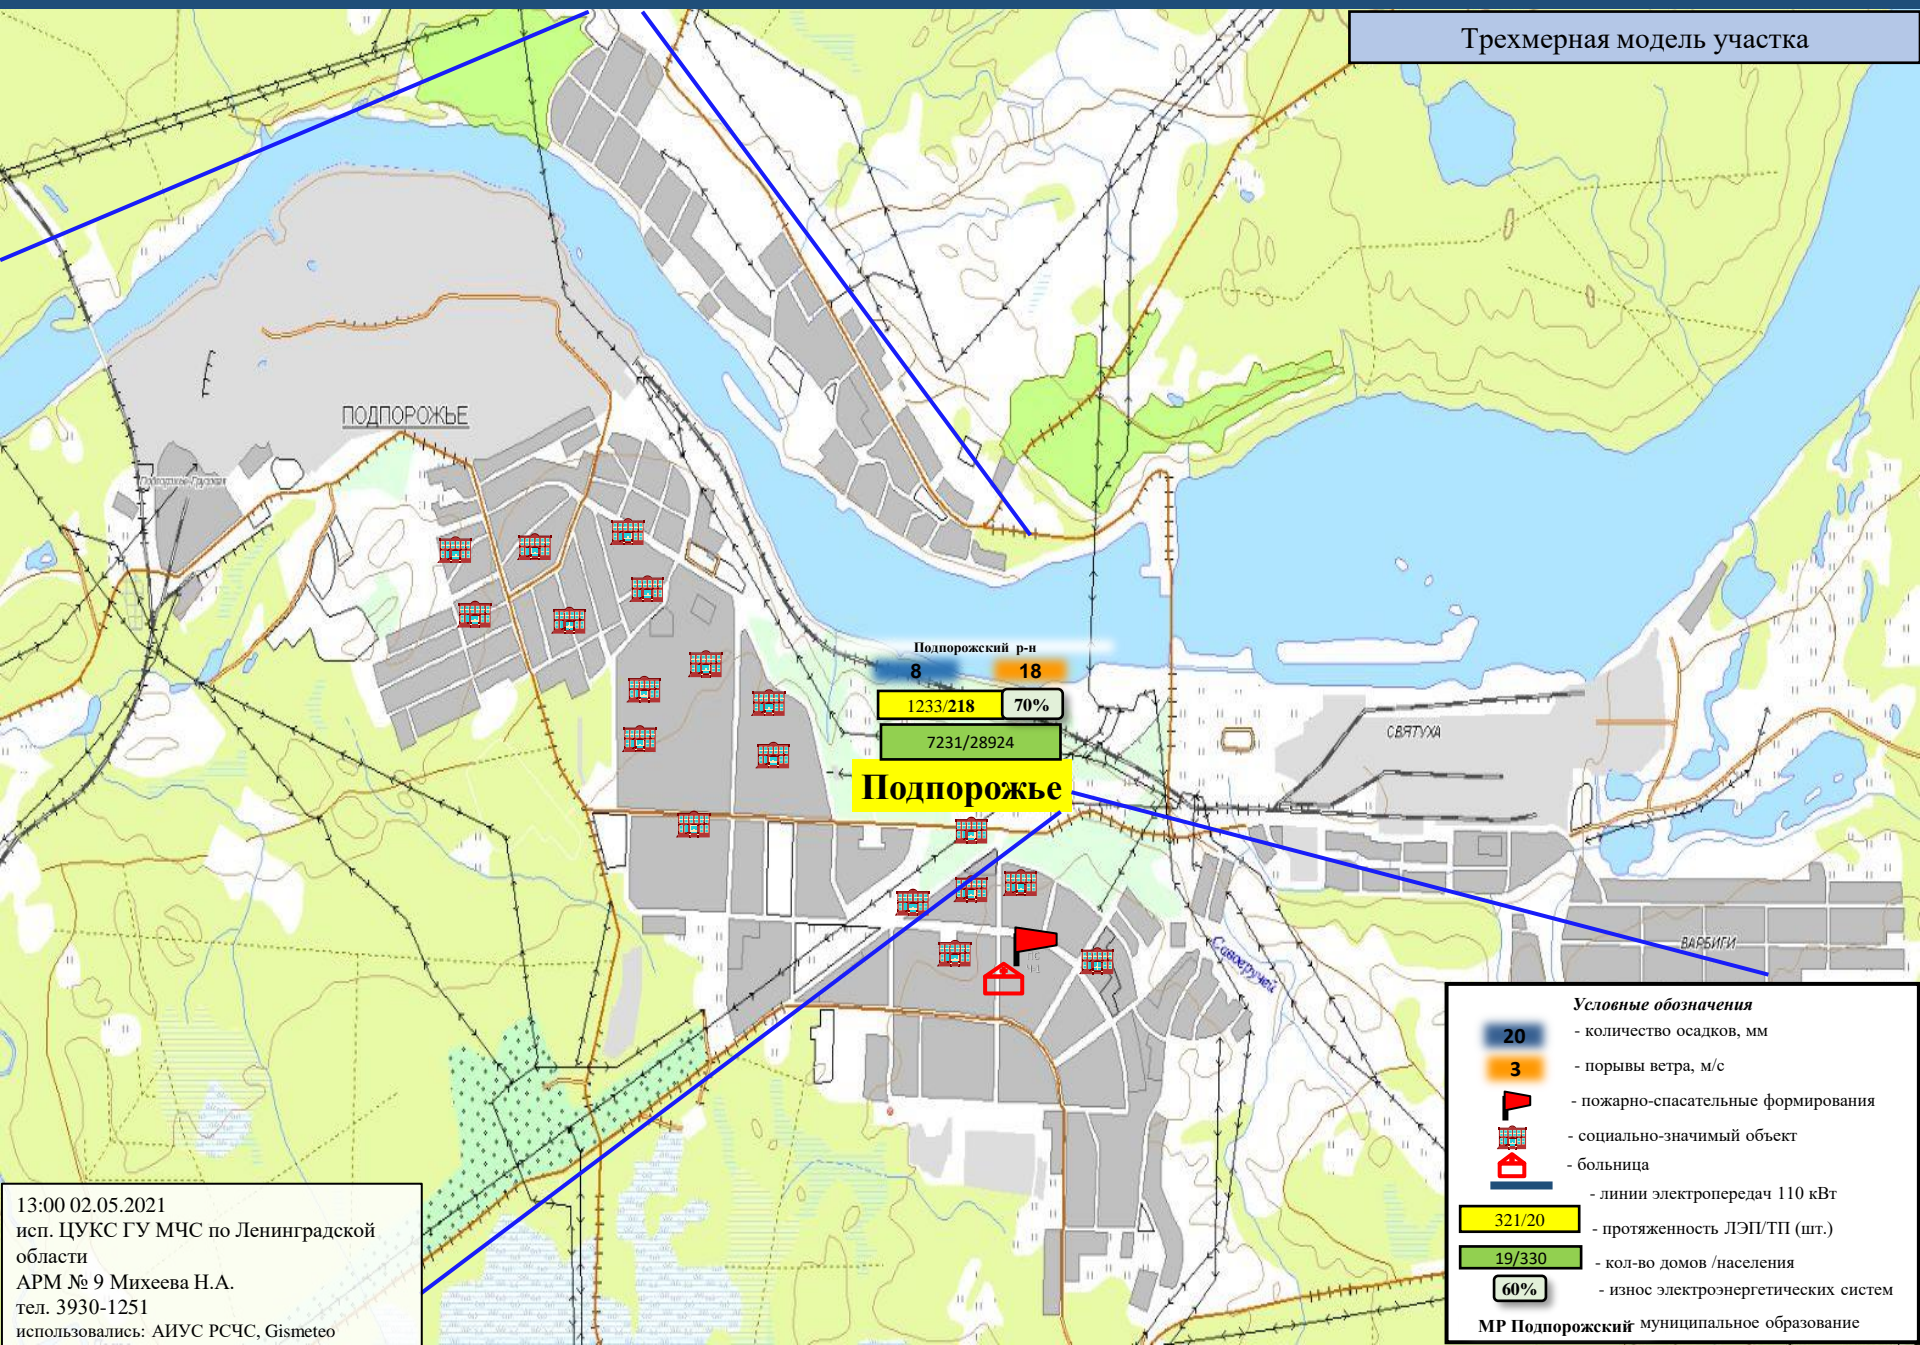 Трехмерная модель участка
ПОДПОРОЖЬЕ
Подпорожье-Грузовая
Подпорожский р-н
8 18
1233/218 70%
7231/28924
Подпорожье
СВЯТУХА
ВАРБИГИ
Условные обозначения
20 - количество осадков, мм
3 - порывы ветра, м/с
- пожарно-спасательные формирования
- социально-значимый объект
- больница
- линии электропередач 110 кВт
321/20 - протяженность ЛЭП/ТП (шт.)
19/330 - кол-во домов /населения
60% - износ электроэнергетических систем
МР Подпорожский - муниципальное образование
13:00 02.05.2021
исп. ЦУКС ГУ МЧС по Ленинградской
области
АРМ № 9 Михеева Н.А.
тел. 3930-1251
использовались: АИУС РСЧС, Gismeteo